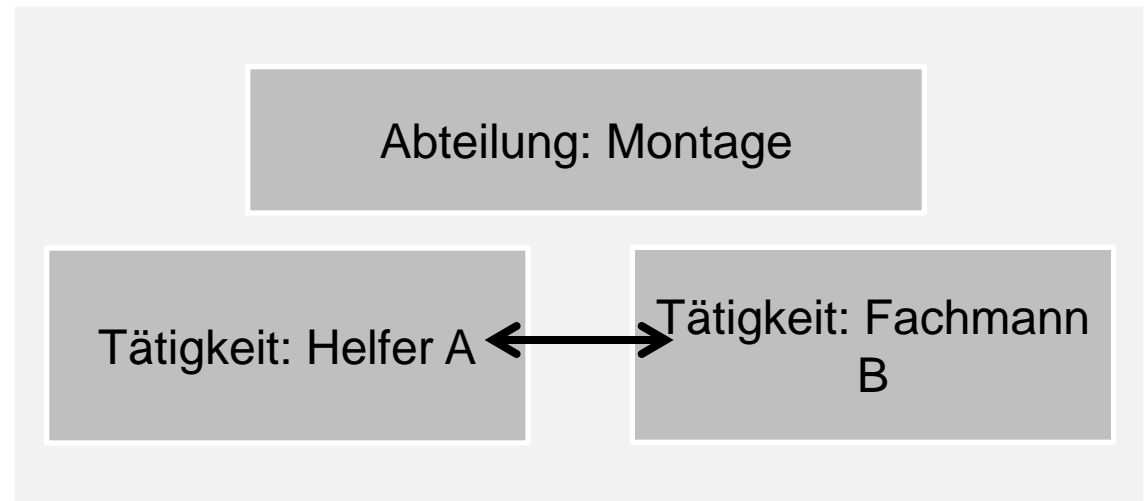 Abteilung: Montage
Tätigkeit: Helfer A
Tätigkeit: Fachmann
B